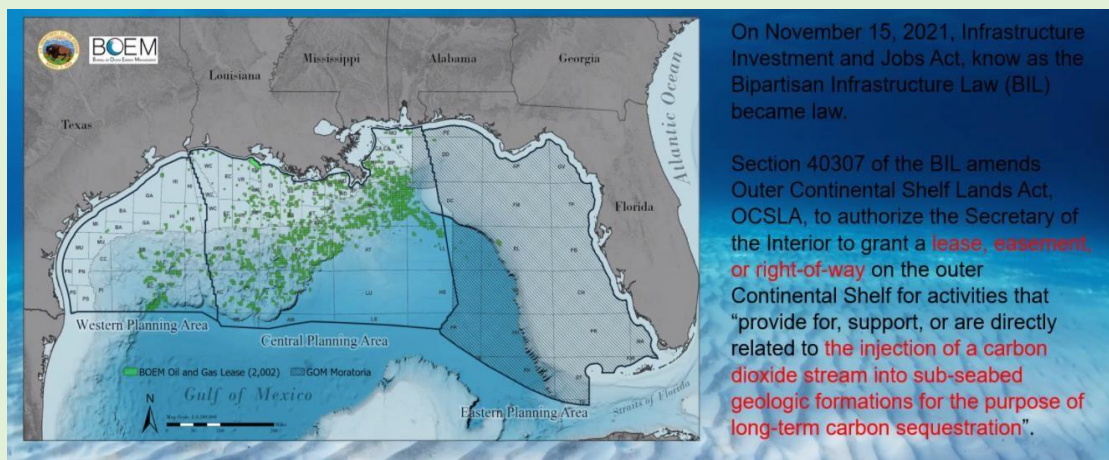 BOEM
BUREAU OF OCEAN ENERGY MANAGEMENT
Texas
Louisiana
Mississippi
Alabama
Georgia
Florida
Atlantic Ocean
Western Planning Area
Central Planning Area
Eastern Planning Area
BOEM Oil and Gas Lease (2,002)
GOM Moratoria
Gulf of Mexico
Straits of Florida
N
On November 15, 2021, Infrastructure
Investment and Jobs Act, know as the
Bipartisan Infrastructure Law (BIL)
became law.
Section 40307 of the BIL amends
Outer Continental Shelf Lands Act,
OCSLA, to authorize the Secretary of
the Interior to grant a lease, easement,
or right-of-way on the outer
Continental Shelf for activities that
“provide for, support, or are directly
related to the injection of a carbon
dioxide stream into sub-seabed
geologic formations for the purpose of
long-term carbon sequestration”.